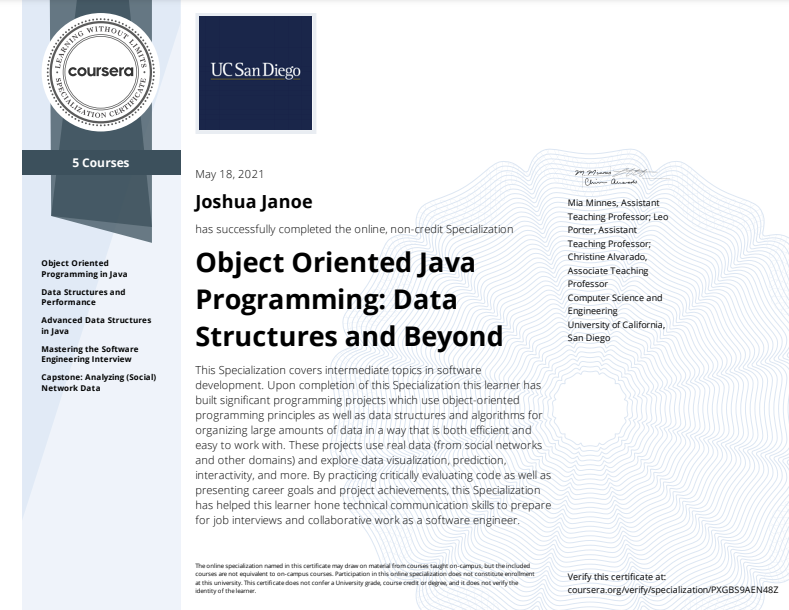 LEARNING WITHOUT LIMITS
coursera
SPECIALIZATION CERTIFICATE
5 Courses
Object Oriented
Programming in Java
Data Structures and
Performance
Advanced Data Structures
in Java
Mastering the Software
Engineering Interview
Capstone: Analyzing (Social)
Network Data
UC San Diego
May 18, 2021
Joshua Janoe
has successfully completed the online, non-credit Specialization
Object Oriented Java
Programming: Data
Structures and Beyond
This Specialization covers intermediate topics in software
development. Upon completion of this Specialization this learner has
built significant programming projects which use object-oriented
programming principles as well as data structures and algorithms for
organizing large amounts of data in a way that is both efficient and
easy to work with. These projects use real data (from social networks
and other domains) and explore data visualization, prediction,
interactivity, and more. By practicing critically evaluating code as well as
presenting career goals and project achievements, this Specialization
has helped this learner hone technical communication skills to prepare
for job interviews and collaborative work as a software engineer.
The online specialization named in this certificate may draw on material from courses taught on-campus, but the included
courses are not equivalent to on-campus courses. Participation in this online specialization does not constitute enrollment
at this university. This certificate does not confer a University grade, course credit or degree, and it does not verify the
identity of the learner.
M Minnes
Christine Alvarado
Mia Minnes, Assistant
Teaching Professor; Leo
Porter, Assistant
Teaching Professor;
Christine Alvarado,
Associate Teaching
Professor
Computer Science and
Engineering
University of California,
San Diego
Verify this certificate at:
coursera.org/verify/specialization/PXGBS9AEN48Z